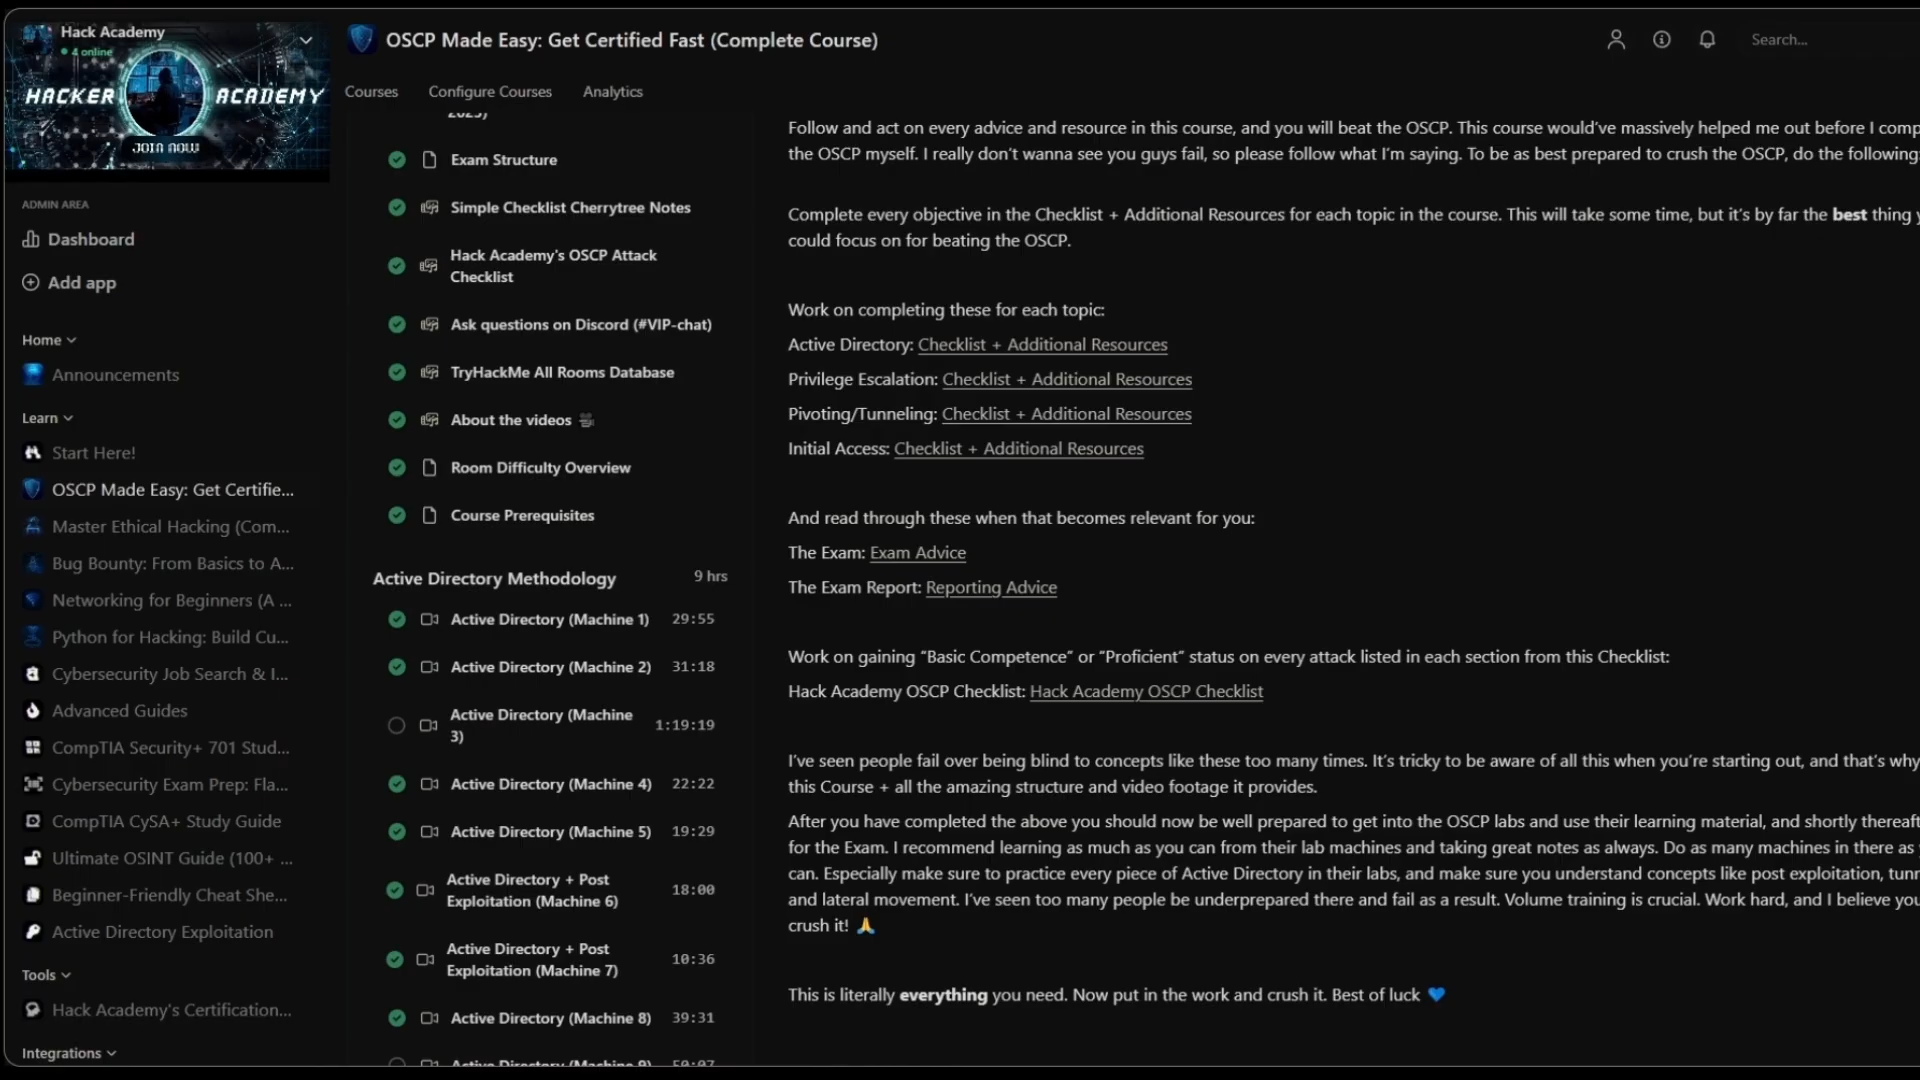 Hack Academy
4 online
HACKER ACADEMY
JOIN NOW
ADMIN AREA
Dashboard
Add app
Home
Announcements
Learn
Start Here!
OSCP Made Easy: Get Certifie...
Master Ethical Hacking (Com...
Bug Bounty: From Basics to A...
Networking for Beginners (A ...
Python for Hacking: Build Cu...
Cybersecurity Job Search & I...
Advanced Guides
CompTIA Security+ 701 Stud...
Cybersecurity Exam Prep: Fla...
CompTIA CySA+ Study Guide
Ultimate OSINT Guide (100+ ...
Beginner-Friendly Cheat She...
Active Directory Exploitation
Tools
Hack Academy's Certification...
Integrations
OSCP Made Easy: Get Certified Fast (Complete Course)
Search...
Courses Configure Courses Analytics
2025)
Exam Structure
Simple Checklist Cherrytree Notes
Hack Academy's OSCP Attack
Checklist
Ask questions on Discord (#VIP-chat)
TryHackMe All Rooms Database
About the videos 📽
Room Difficulty Overview
Course Prerequisites
Active Directory Methodology 9 hrs
Active Directory (Machine 1) 29:55
Active Directory (Machine 2) 31:18
Active Directory (Machine
3) 1:19:19
Active Directory (Machine 4) 22:22
Active Directory (Machine 5) 19:29
Active Directory + Post
Exploitation (Machine 6) 18:00
Active Directory + Post
Exploitation (Machine 7) 10:36
Active Directory (Machine 8) 39:31
Active Directory (Machine 9) 50:07
Follow and act on every advice and resource in this course, and you will beat the OSCP. This course would've massively helped me out before I comp
the OSCP myself. I really don't wanna see you guys fail, so please follow what I'm saying. To be as best prepared to crush the OSCP, do the following:
Complete every objective in the Checklist + Additional Resources for each topic in the course. This will take some time, but it's by far the best thing y
could focus on for beating the OSCP.
Work on completing these for each topic:
Active Directory: Checklist + Additional Resources
Privilege Escalation: Checklist + Additional Resources
Pivoting/Tunneling: Checklist + Additional Resources
Initial Access: Checklist + Additional Resources
And read through these when that becomes relevant for you:
The Exam: Exam Advice
The Exam Report: Reporting Advice
Work on gaining “Basic Competence” or “Proficient” status on every attack listed in each section from this Checklist:
Hack Academy OSCP Checklist: Hack Academy OSCP Checklist
I've seen people fail over being blind to concepts like these too many times. It's tricky to be aware of all this when you're starting out, and that's why
this Course + all the amazing structure and video footage it provides.
After you have completed the above you should now be well prepared to get into the OSCP labs and use their learning material, and shortly thereaft
for the Exam. I recommend learning as much as you can from their lab machines and taking great notes as always. Do as many machines in there as
can. Especially make sure to practice every piece of Active Directory in their labs, and make sure you understand concepts like post exploitation, tunn
and lateral movement. I've seen too many people be underprepared there and fail as a result. Volume training is crucial. Work hard, and I believe you
crush it! 🙏
This is literally everything you need. Now put in the work and crush it. Best of luck 💙